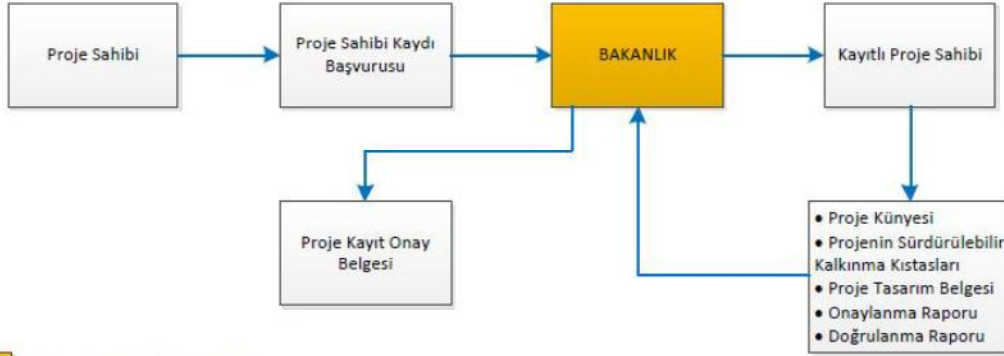 Proje Sahibi
Proje Sahibi Kaydı
Başvurusu
BAKANLIK
Kayıtlı Proje Sahibi
Proje Kayıt Onay
Belgesi
• Proje Künyesi
• Projenin Sürdürülebilir
Kalkınma Kıstasları
• Proje Tasarım Belgesi
• Onaylanma Raporu
• Doğrulanma Raporu